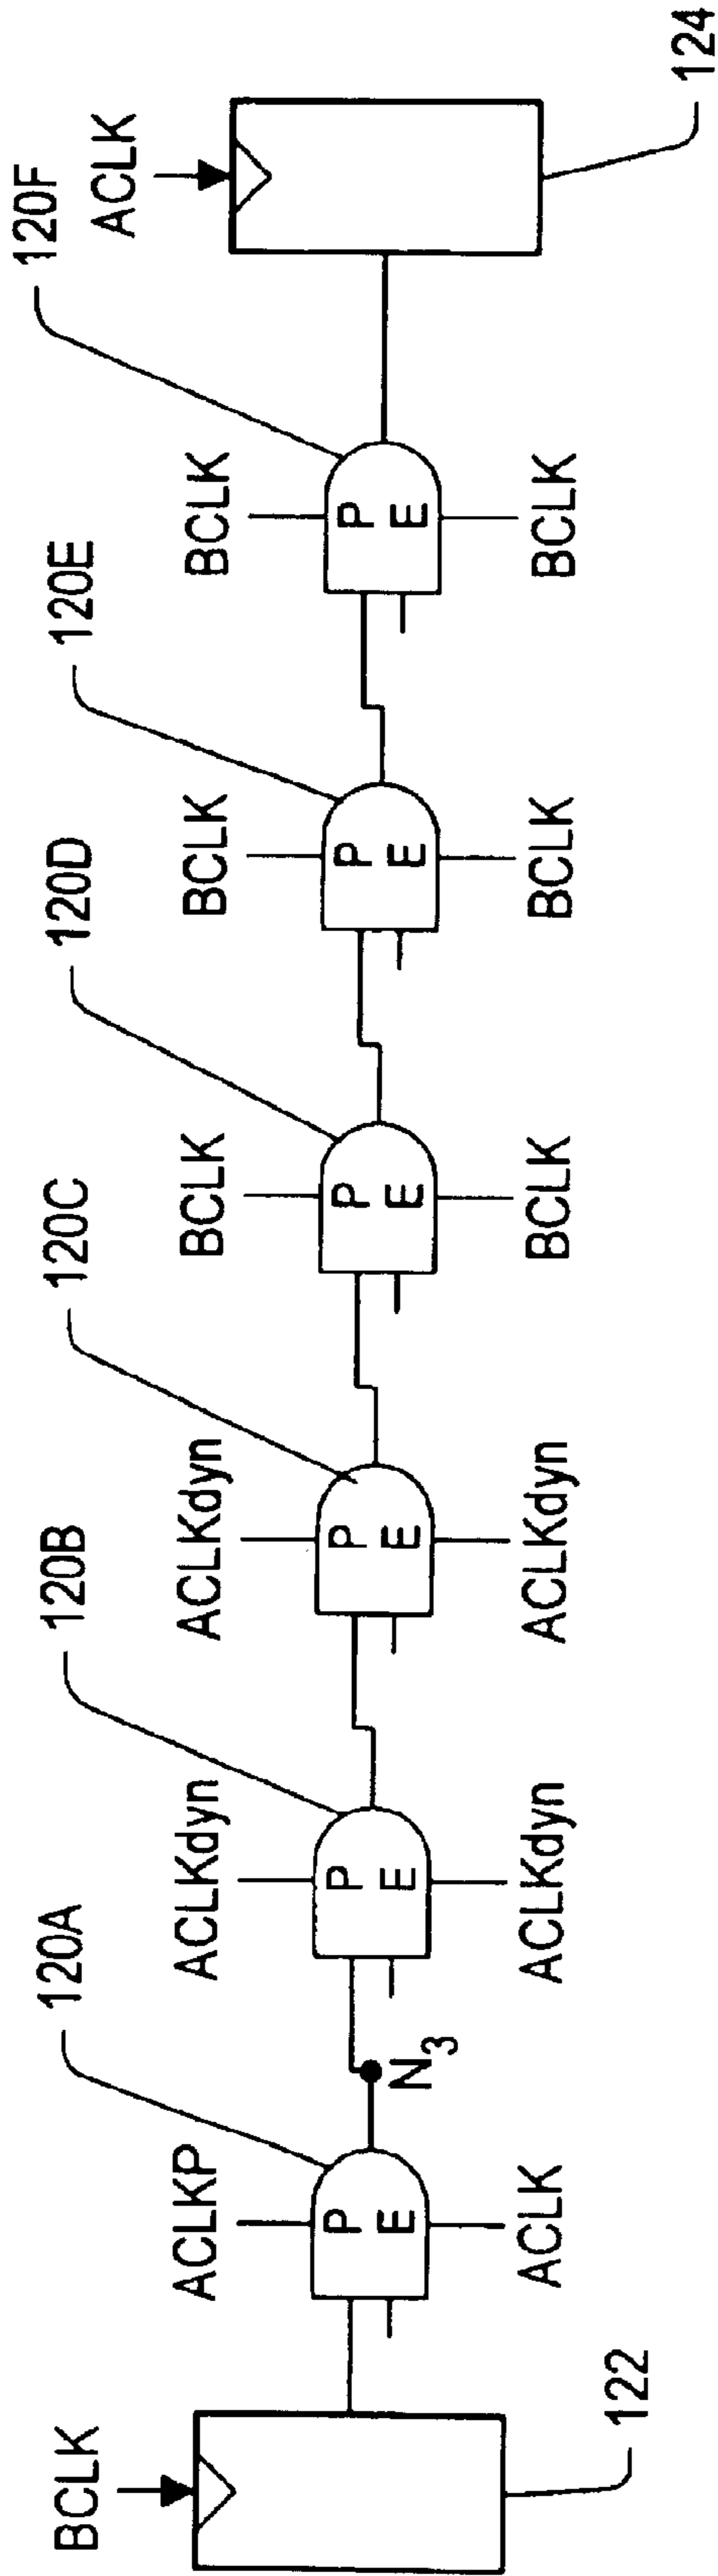 BCLK
122
ACLKP
120A
P
E
ACLK
N3
ACLKdyn
120B
P
E
ACLKdyn
ACLKdyn
120C
P
E
ACLKdyn
BCLK
120D
P
E
BCLK
BCLK
120E
P
E
BCLK
BCLK
120F
P
E
BCLK
ACLK
124